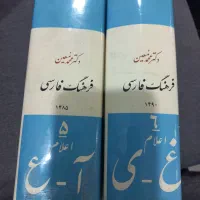 دکتر محمد معین
فرهنگ فارسی
۱۳۸۵
۵
اعلام
آ - ع
دکتر محمد معین
فرهنگ فارسی
۱۳۹۰
۶
اعلام
غ - ی